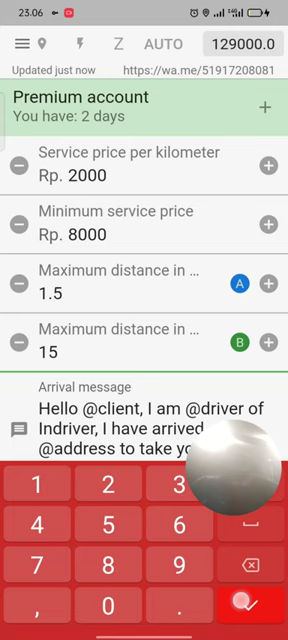 23.06
Z AUTO 129000.0
Updated just now https://wa.me/51917208081
Premium account
You have: 2 days
Service price per kilometer
Rp. 2000
Minimum service price
Rp. 8000
Maximum distance in ...
1.5
A
Maximum distance in ...
15
B
Arrival message
Hello @client, I am @driver of
Indriver, I have arrived
@address to take
1 2 3
4 5 6
7 8 9
, 0 .